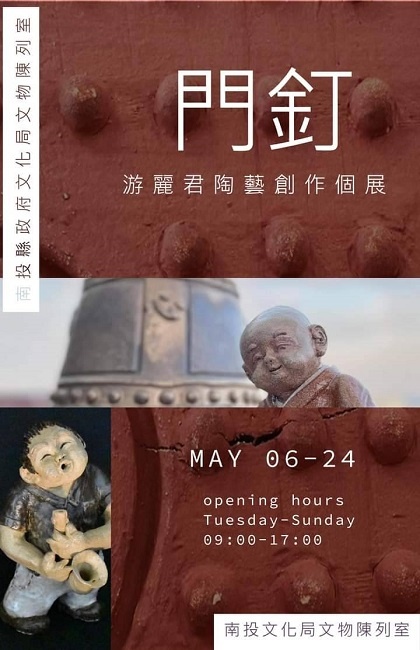 南投縣政府文化局文物陳列室
門釘
游麗君陶藝創作個展
MAY 06-24
opening hours
Tuesday-Sunday
09:00-17:00
南投文化局文物陳列室